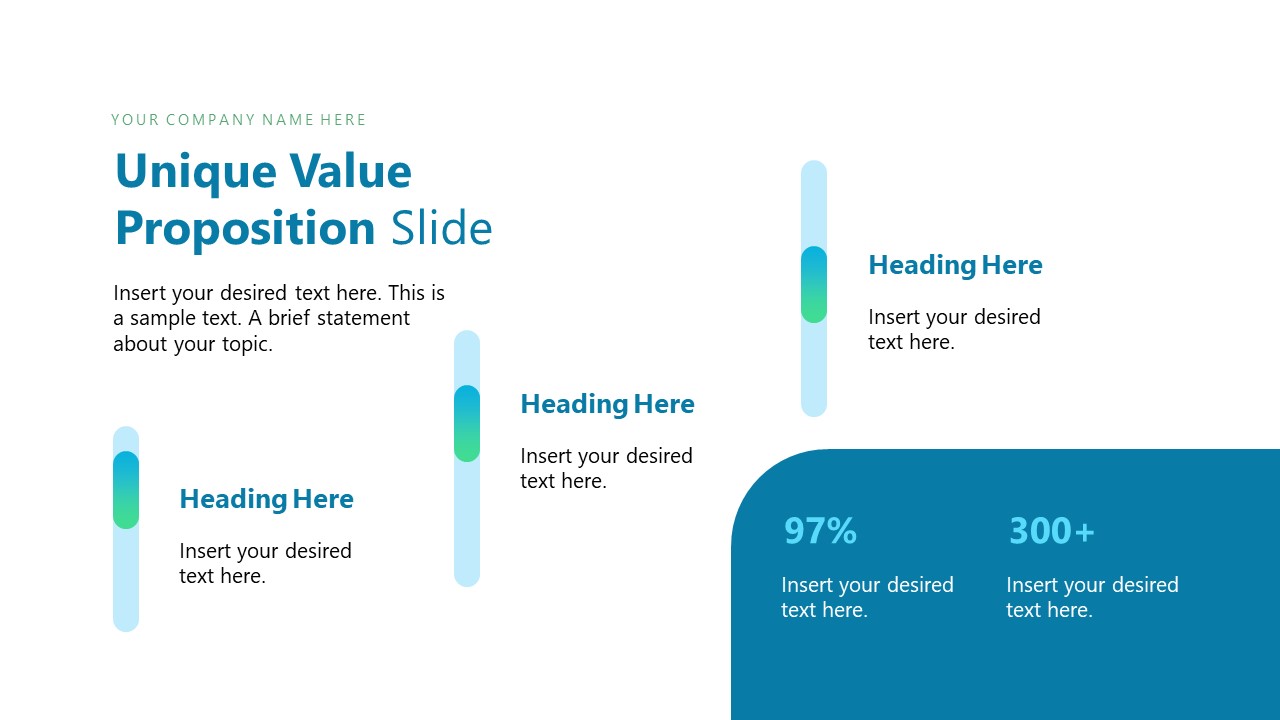 YOUR COMPANY NAME HERE
Unique Value
Proposition Slide
Insert your desired text here. This is
a sample text. A brief statement
about your topic.
Heading Here
Insert your desired
text here.
Heading Here
Insert your desired
text here.
Heading Here
Insert your desired
text here.
97%
Insert your desired
text here.
300+
Insert your desired
text here.